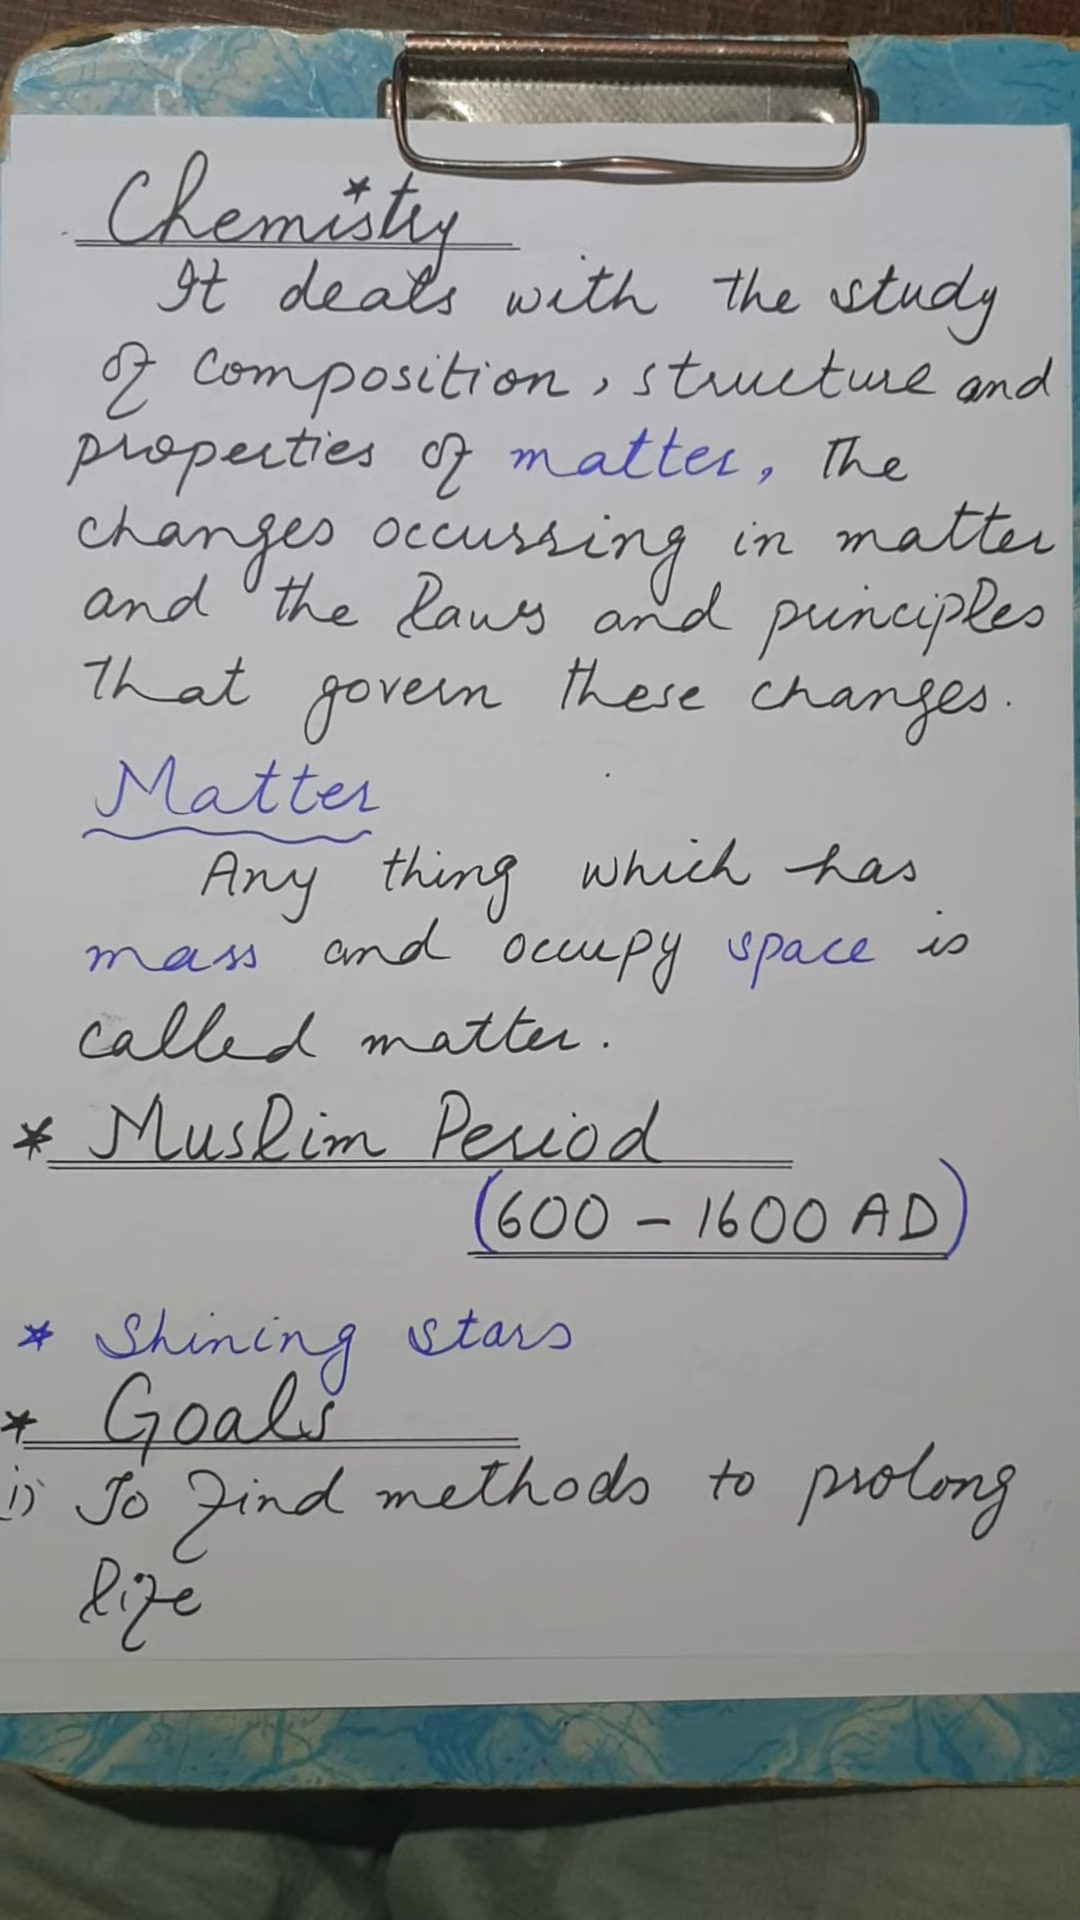 Chemistry
It deals with the study
of composition, structure and
properties of matter, the
changes occurring in matter
and the laws and principles
that govern these changes.
Matter
Any thing which has
mass and occupy space is
called matter.
* Muslim Period
(600 - 1600 AD)
* Shining stars
* Goals
i) To find methods to prolong
life